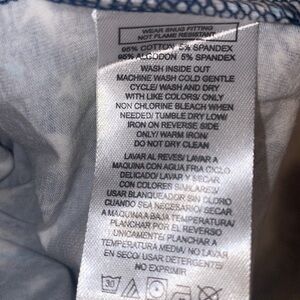 WEAR SNUG FITTING
NOT FLAME RESISTANT
95% COTTON 5% SPANDEX
95% ALGODON 5% SPANDEX
WASH INSIDE OUT
MACHINE WASH COLD GENTLE
CYCLE/ WASH AND DRY
WITH LIKE COLORS/ ONLY
NON CHLORINE BLEACH WHEN
NEEDED/ TUMBLE DRY LOW/
IRON ON REVERSE SIDE
ONLY/ WARM IRON/
DO NOT DRY CLEAN
LAVAR AL REVES/ LAVAR A
MAQUINA CON AGUA FRIA CICLO
DELICADO/ LAVAR Y SECAR
CON COLORES SIMILARES/
USAR BLANQUEADOR SIN CLORO
CUANDO SEA NECESARIO/ SECAR
A MAQUINA A BAJA TEMPERATURA/
PLANCHAR POR EL REVERSO
UNICAMENTE/ PLANCHAR A
TEMPERATURA MEDIA/ NO LAVAR
EN SECO/ USAR DETERGENTE/
NO EXPRIMIR
30